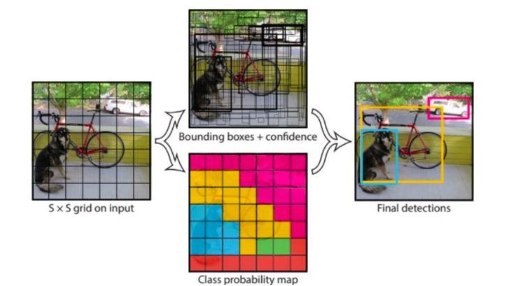 Bounding boxes + confidence
S × S grid on input
Final detections
Class probability map